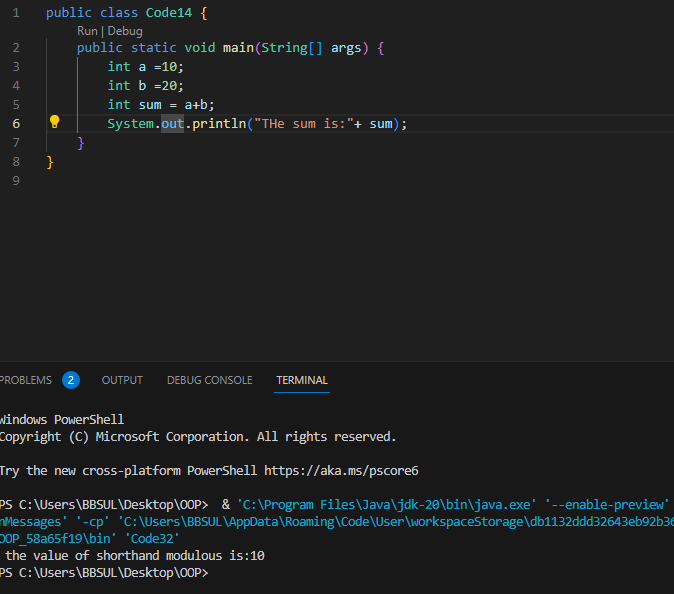 1 public class Code14 {
Run | Debug
2 public static void main(String[] args) {
3 int a =10;
4 int b =20;
5 int sum = a+b;
6 System.out.println("THe sum is:"+ sum);
7 }
8 }
9
PROBLEMS 2 OUTPUT DEBUG CONSOLE TERMINAL
Windows PowerShell
Copyright (C) Microsoft Corporation. All rights reserved.
Try the new cross-platform PowerShell https://aka.ms/pscore6
PS C:\Users\BBSUL\Desktop\OOP>  & 'C:\Program Files\Java\jdk-20\bin\java.exe' '--enable-preview'
nMessages' '-cp' 'C:\Users\BBSUL\AppData\Roaming\Code\User\workspaceStorage\db1132ddd32643eb92b36
OOP_58a65f19\bin' 'Code32'
the value of shorthand modulous is:10
PS C:\Users\BBSUL\Desktop\OOP>